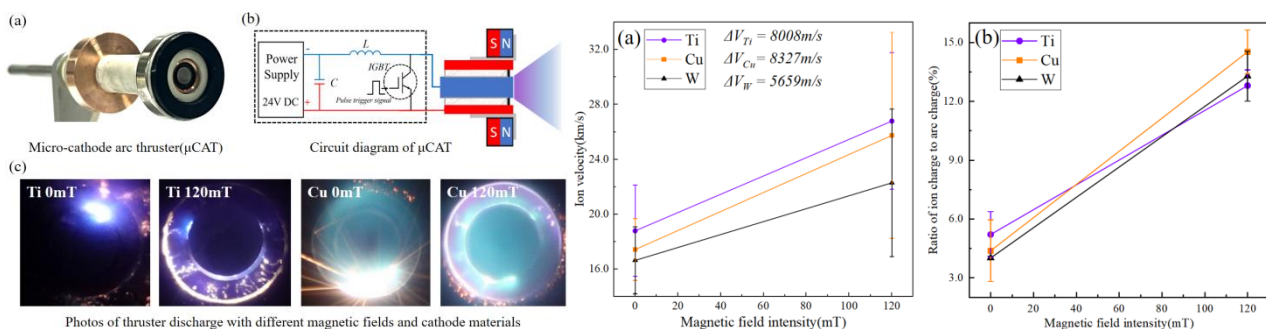 (a)
(b)
Power
Supply
24V DC
-
+
L
C
IGBT
Pulse trigger signal
S N
S N
Micro-cathode arc thruster(μCAT)
Circuit diagram of μCAT
(c)
Ti 0mT
Ti 120mT
Cu 0mT
Cu 120mT
Photos of thruster discharge with different magnetic fields and cathode materials
(a)
Ti
Cu
W
ΔV_Ti = 8008m/s
ΔV_Cu = 8327m/s
ΔV_W = 5659m/s
Ion velocity(km/s)
32.0
28.0
24.0
20.0
16.0
0 20 40 60 80 100 120
Magnetic field intensity(mT)
(b)
Ti
Cu
W
Ratio of ion charge to arc charge(%)
15.0
12.0
9.0
6.0
3.0
0 20 40 60 80 100 120
Magnetic field intensity(mT)